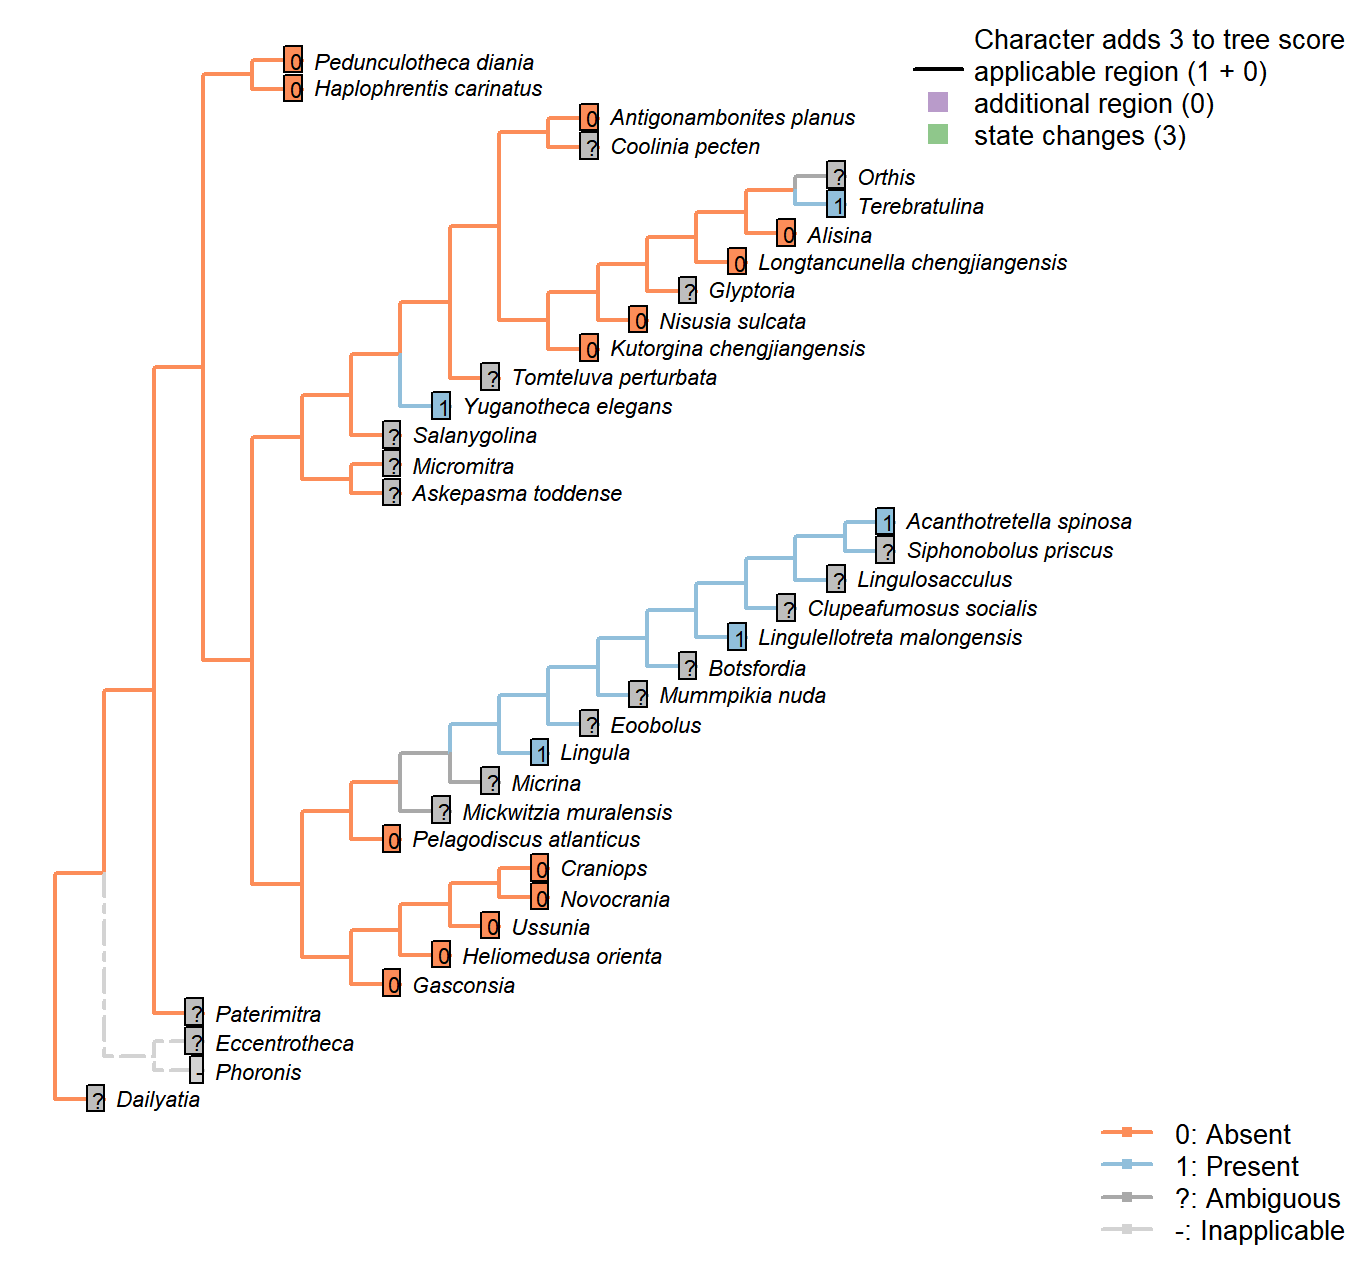 Character adds 3 to tree score
applicable region (1 + 0)
additional region (0)
state changes (3)
0 Pedunculotheca diania
0 Haplophrentis carinatus
0 Antigonambonites planus
? Coolinia pecten
? Orthis
1 Terebratulina
0 Alisina
0 Longtancunella chengjiangensis
? Glyptoria
0 Nisusia sulcata
0 Kutorgina chengjiangensis
? Tomteluva perturbata
1 Yuganotheca elegans
? Salanygolina
? Micromitra
? Askepasma toddense
1 Acanthotretella spinosa
? Siphonobolus priscus
? Lingulosacculus
? Clupeafumosus socialis
1 Lingulellotreta malongensis
? Botsfordia
? Mummpikia nuda
? Eoobolus
1 Lingula
? Micrina
? Mickwitzia muralensis
0 Pelagodiscus atlanticus
0 Craniops
0 Novocrania
0 Ussunia
0 Heliomedusa orienta
0 Gasconsia
? Paterimitra
? Eccentrotheca
- Phoronis
? Dailyatia
0: Absent
1: Present
?: Ambiguous
-: Inapplicable